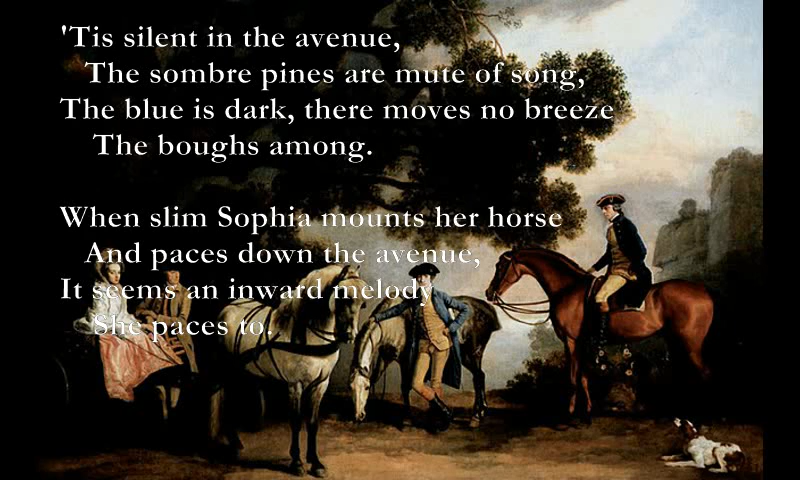 'Tis silent in the avenue,
The sombre pines are mute of song,
The blue is dark, there moves no breeze
The boughs among.

When slim Sophia mounts her horse
And paces down the avenue,
It seems an inward melody
She paces to.